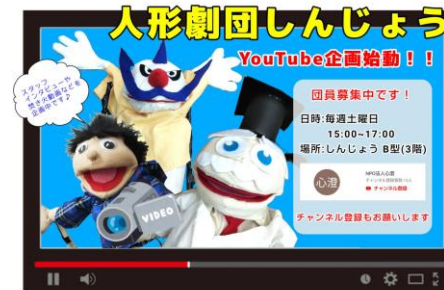 人形劇団しんじょう
YouTube企画始動！！
スタッフ
インタビューや
焚き火動画などを
企画中ですよ
団員募集中です！
日時:毎週土曜日
15:00~17:00
場所:しんじょう B型(3階)
心澄
NPO法人心澄
チャンネル登録
チャンネル登録もお願いします
VIDEO